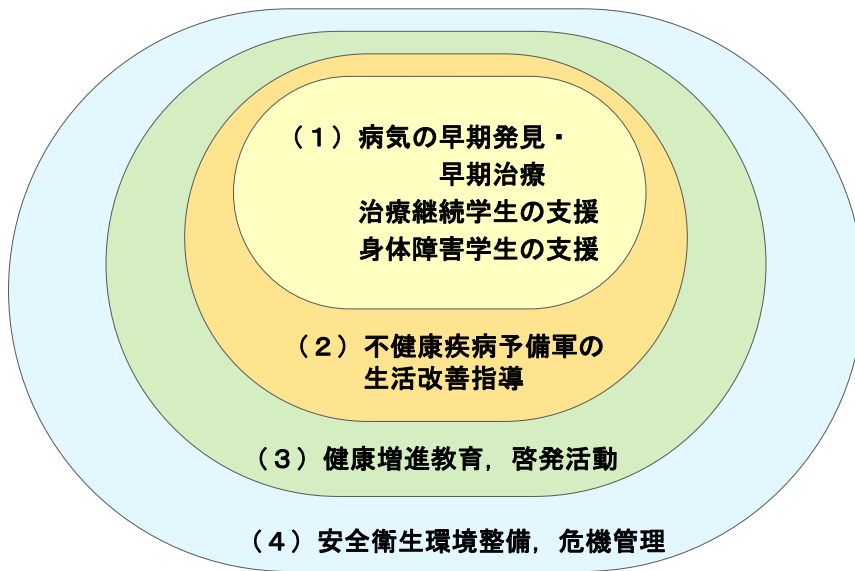 （１）病気の早期発見・
早期治療
治療継続学生の支援
身体障害学生の支援
（２）不健康疾病予備軍の
生活改善指導
（３）健康増進教育，啓発活動
（４）安全衛生環境整備，危機管理